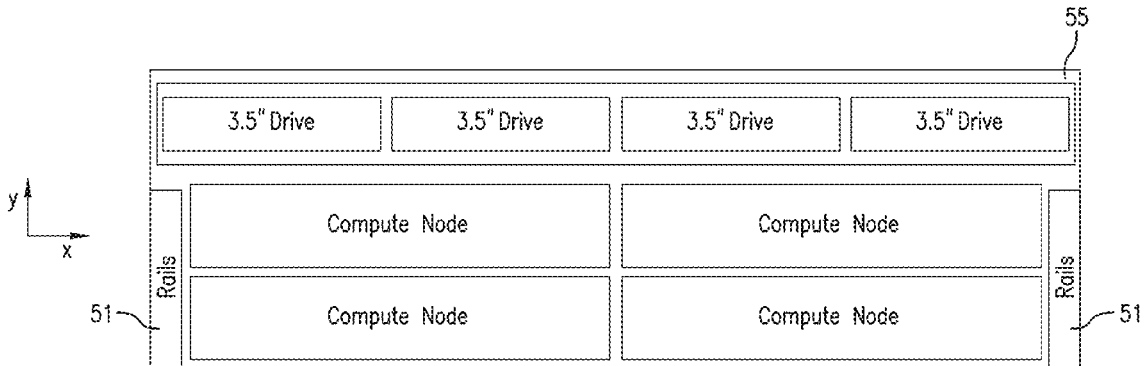 55
3.5" Drive 3.5" Drive 3.5" Drive 3.5" Drive
y
x
Compute Node Compute Node
Rails Rails
51 51
Compute Node Compute Node